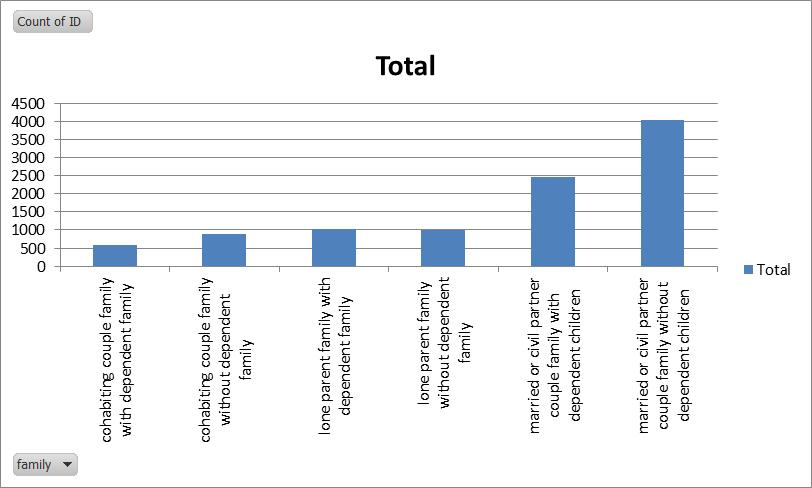 Count of ID
Total
4500
4000
3500
3000
2500
2000
1500
1000
500
0
cohabiting couple family
with dependent family
cohabiting couple family
without dependent
family
lone parent family with
dependent family
lone parent family
without dependent
family
married or civil partner
couple family with
dependent children
married or civil partner
couple family without
dependent children
Total
family